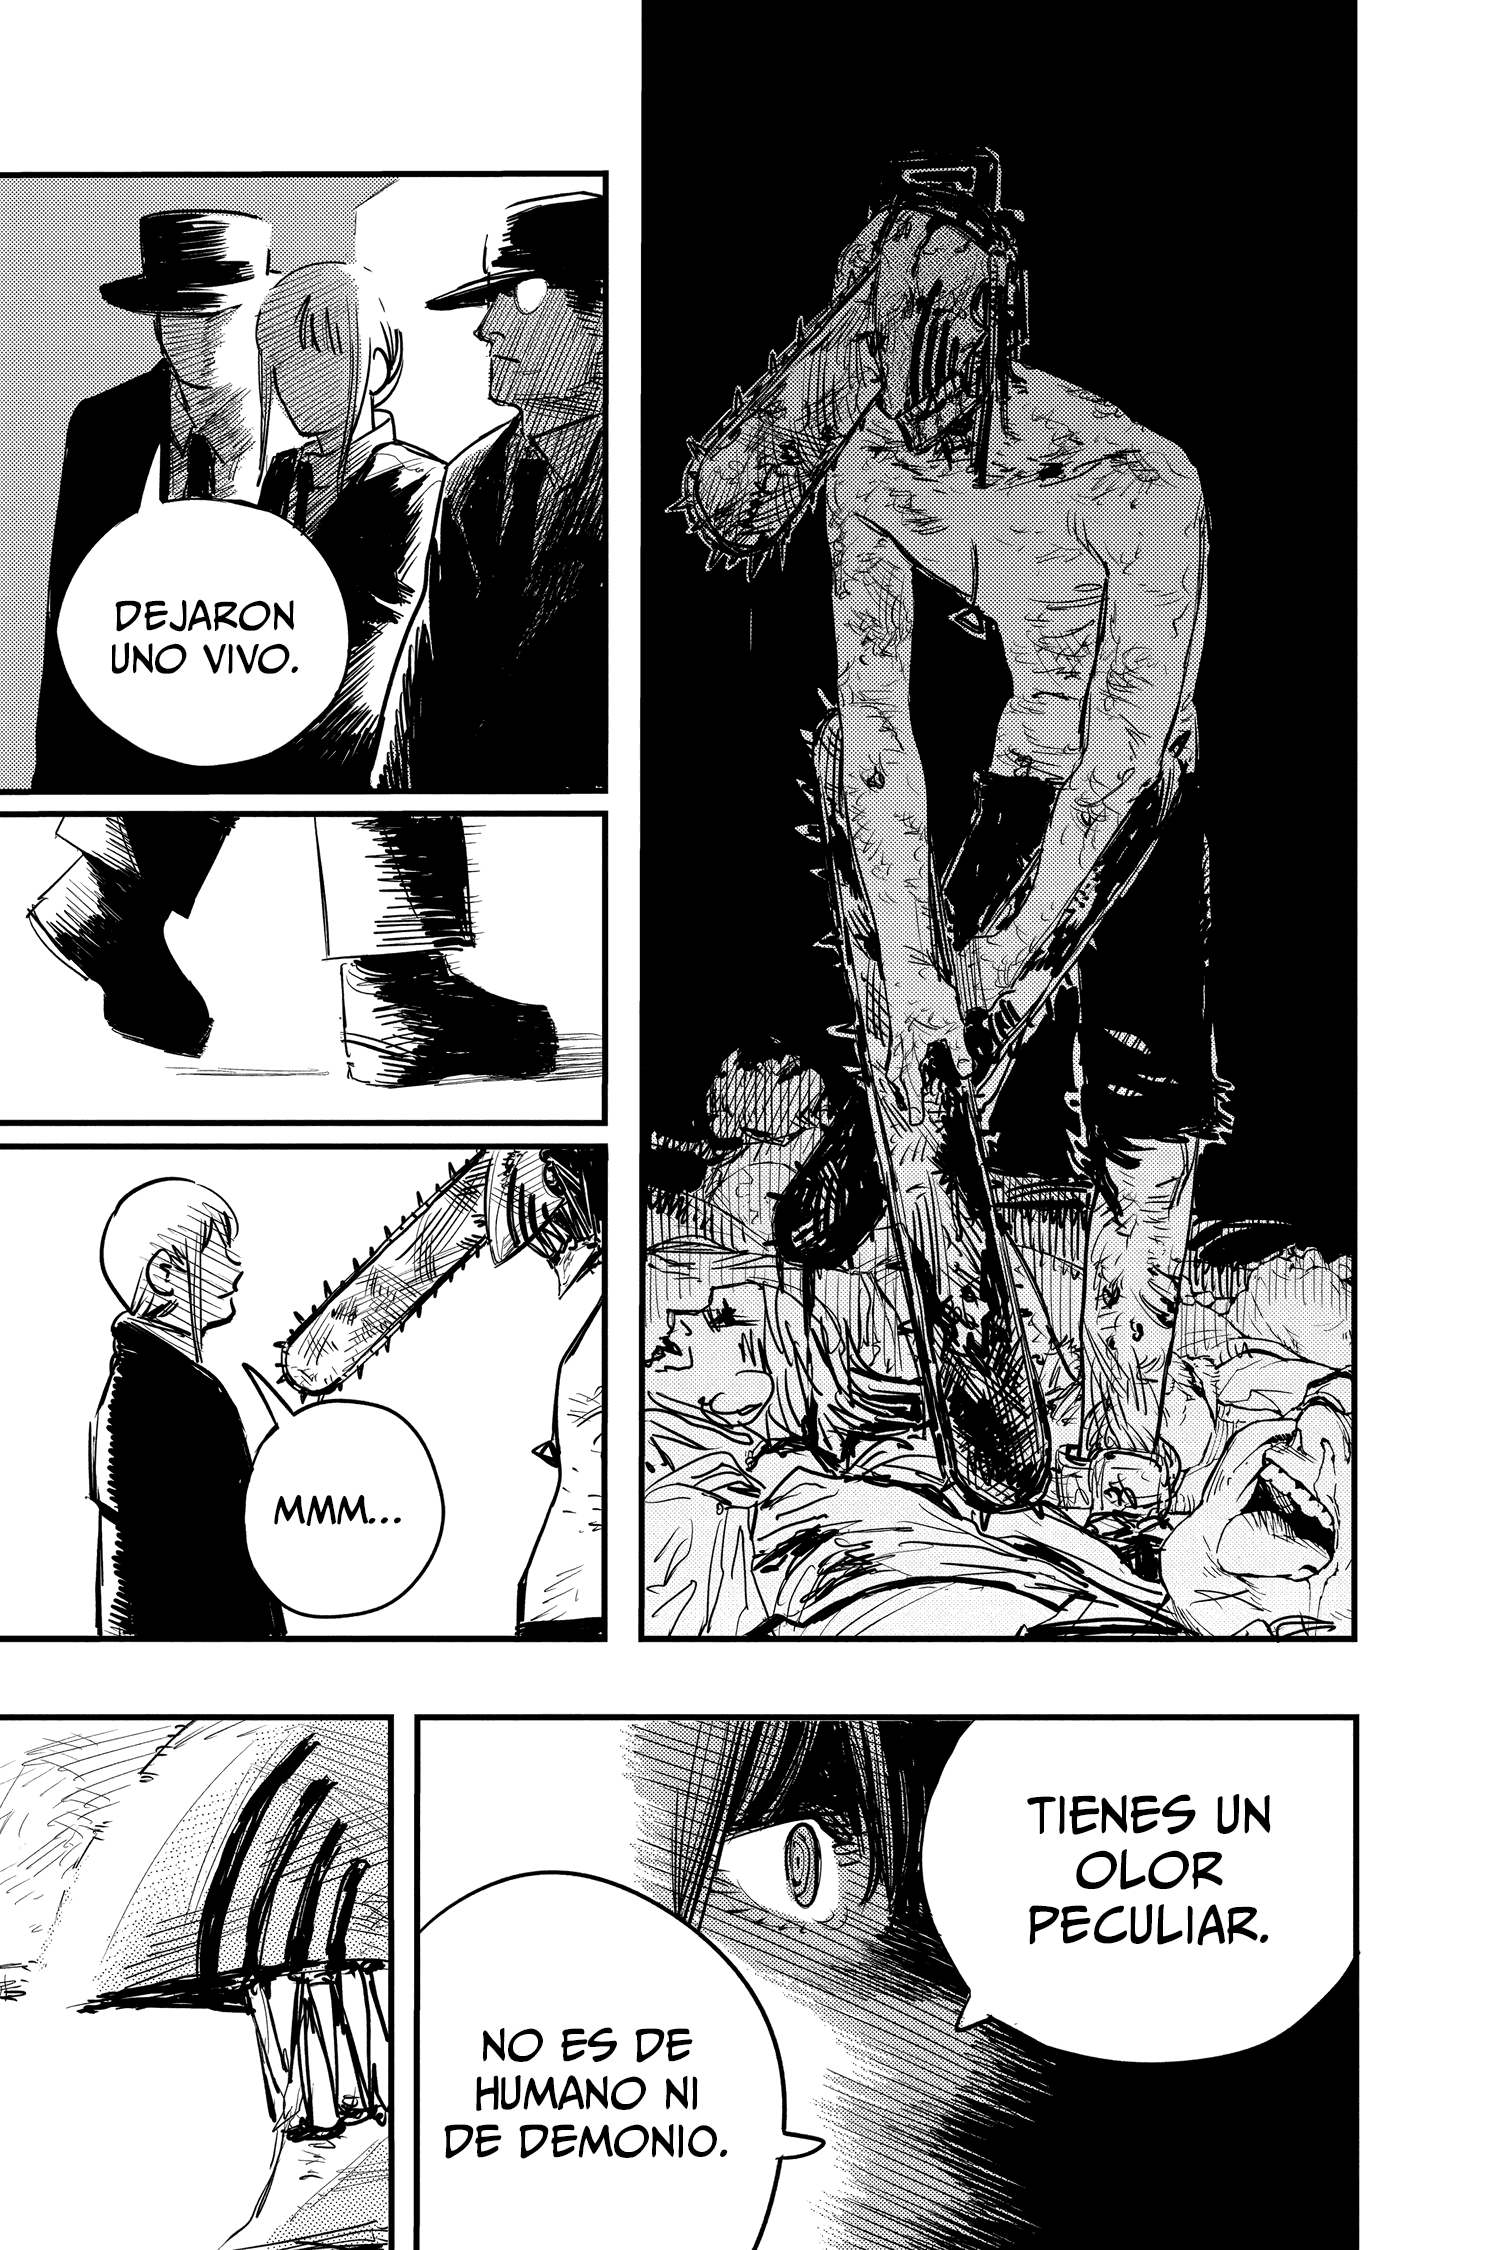 DEJARON
UNO VIVO.
MMM...
TIENES UN
OLOR
PECULIAR.
NO ES DE
HUMANO NI
DE DEMONIO.